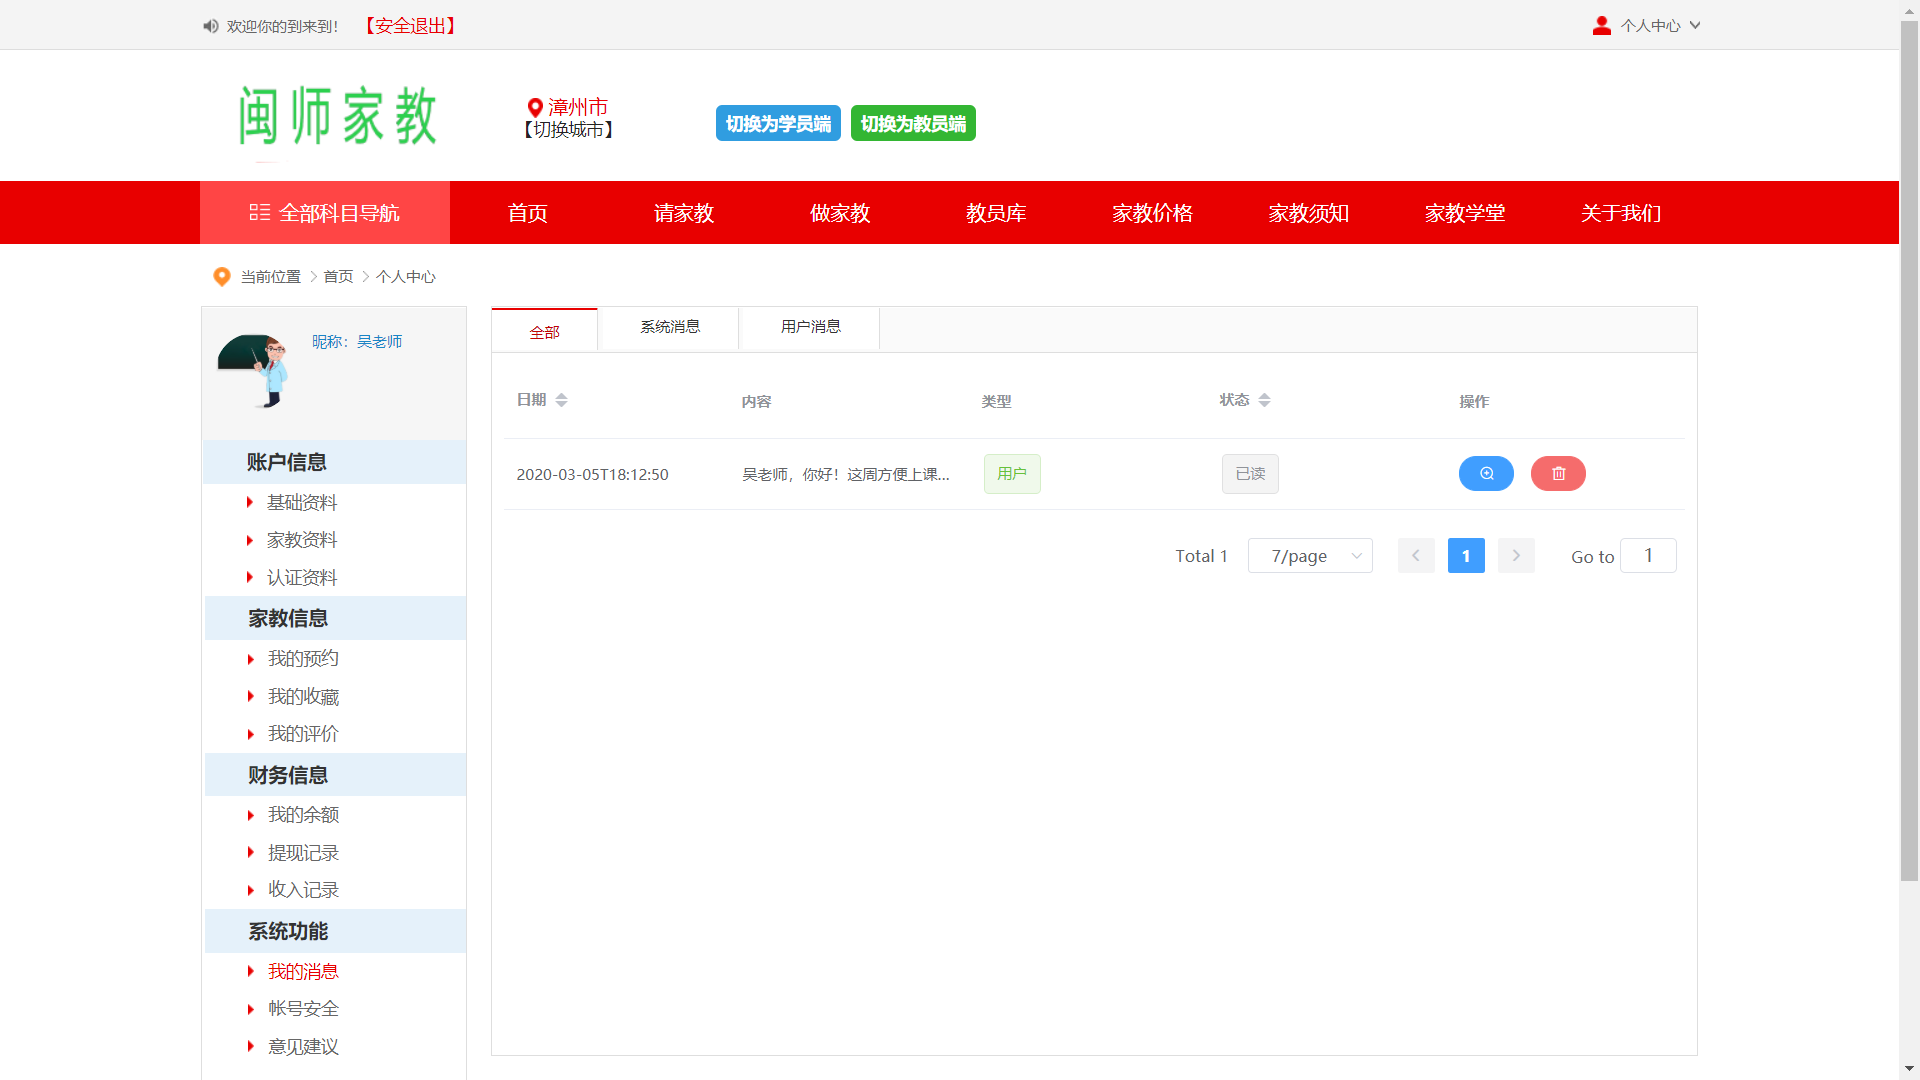 欢迎你的到来到！ 【安全退出】 个人中心
闽师家教
漳州市
【切换城市】
切换为学员端 切换为教员端
全部科目导航 首页 请家教 做家教 教员库 家教价格 家教须知 家教学堂 关于我们
当前位置 首页 个人中心
昵称：吴老师
账户信息
基础资料
家教资料
认证资料
家教信息
我的预约
我的收藏
我的评价
财务信息
我的余额
提现记录
收入记录
系统功能
我的消息
帐号安全
意见建议
全部 系统消息 用户消息
日期 内容 类型 状态 操作
2020-03-05T18:12:50 吴老师，你好！这周方便上课... 用户 已读
Total 1 7/page 1 Go to 1